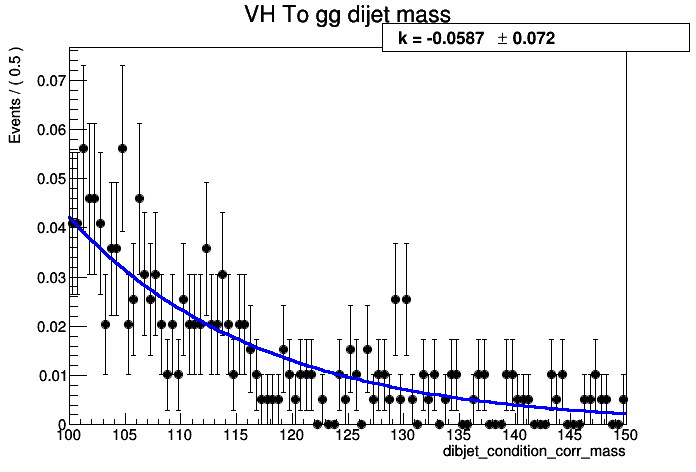 VH To gg dijet mass
k = -0.0587 ± 0.072
Events / ( 0.5 )
0.07
0.06
0.05
0.04
0.03
0.02
0.01
0
100 105 110 115 120 125 130 135 140 145 150
dibjet_condition_corr_mass